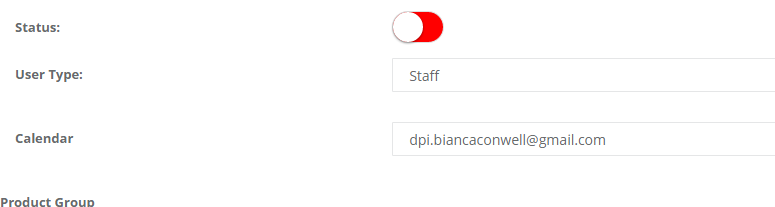 Status:
User Type:
Staff
Calendar
dpi.biancaconwell@gmail.com
Product Group